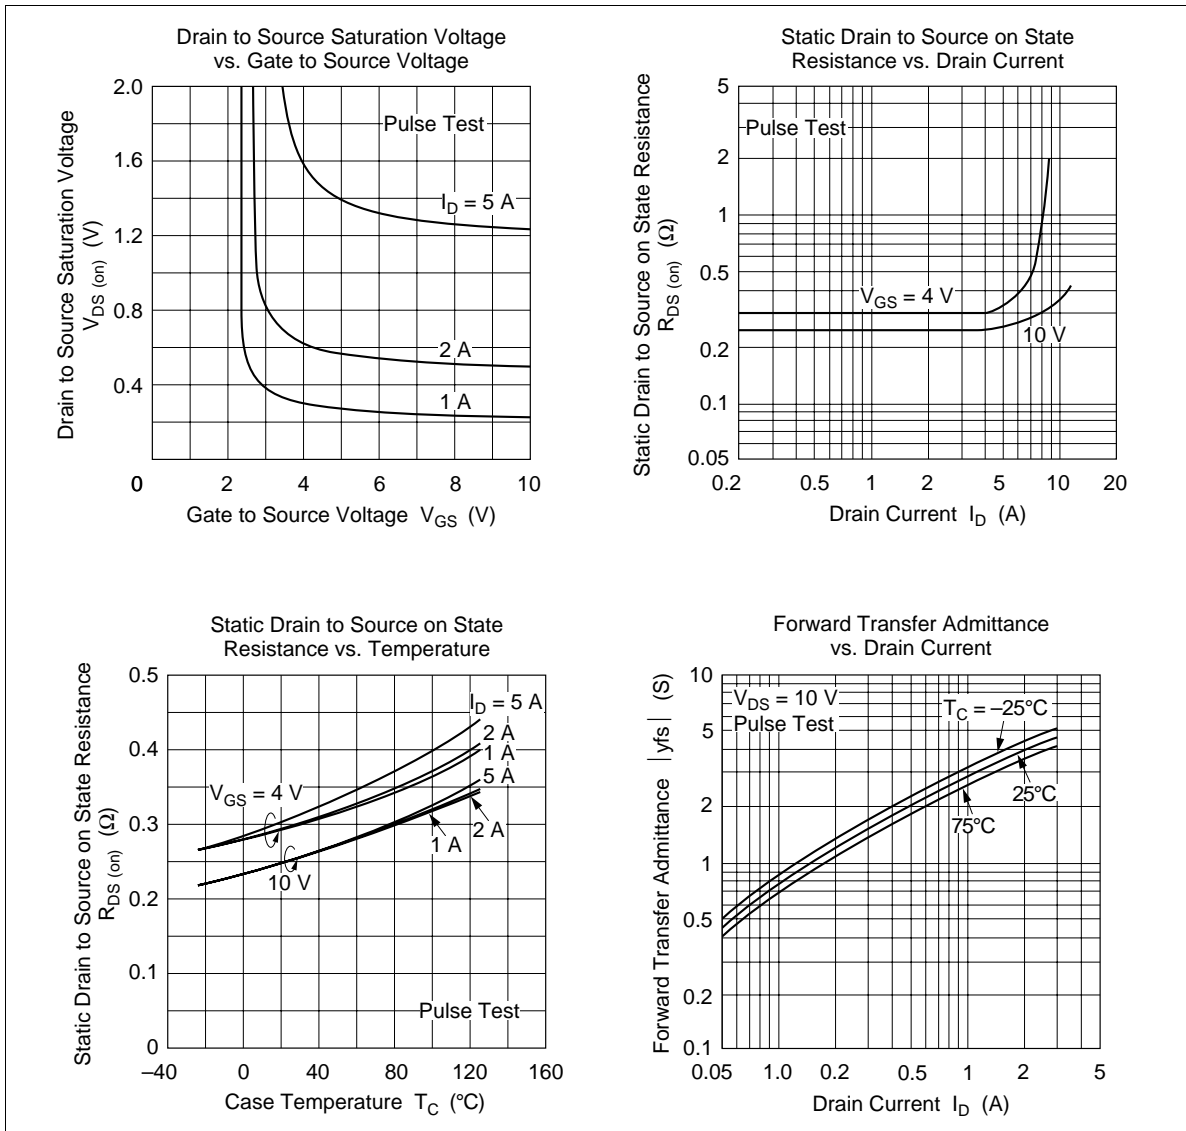 Drain to Source Saturation Voltage
vs. Gate to Source Voltage
2.0
1.6
1.2
0.8
0.4
0
2
4
6
8
10
Pulse Test
I_D = 5 A
2 A
1 A
Drain to Source Saturation Voltage
V_DS (on) (V)
Gate to Source Voltage V_GS (V)
Static Drain to Source on State
Resistance vs. Drain Current
5
2
1
0.5
0.2
0.1
0.05
0.2
0.5
1
2
5
10
20
Pulse Test
V_GS = 4 V
10 V
Static Drain to Source on State Resistance
R_DS (on) (Ω)
Drain Current I_D (A)
Static Drain to Source on State
Resistance vs. Temperature
0.5
0.4
0.3
0.2
0.1
0
–40
0
40
80
120
160
I_D = 5 A
2 A
1 A
5 A
2 A
1 A
V_GS = 4 V
10 V
Pulse Test
Static Drain to Source on State Resistance
R_DS (on) (Ω)
Case Temperature T_C (°C)
Forward Transfer Admittance
vs. Drain Current
10
5
2
1
0.5
0.2
0.1
0.05
1.0
0.2
0.5
1
2
5
V_DS = 10 V
Pulse Test
T_C = –25°C
25°C
75°C
Forward Transfer Admittance |yfs| (S)
Drain Current I_D (A)